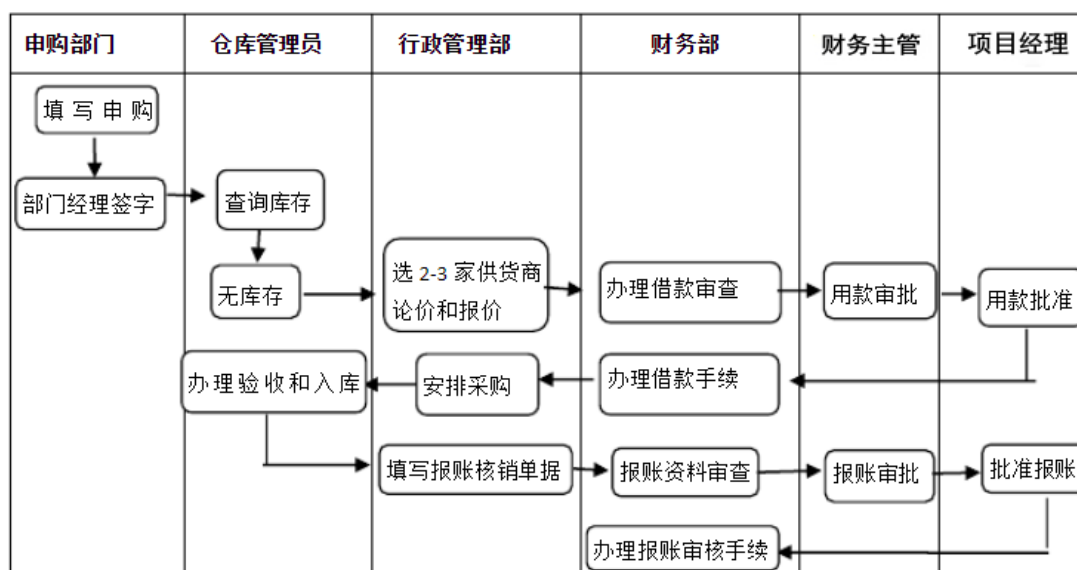 申购部门
仓库管理员
行政管理部
财务部
财务主管
项目经理
填写申购
部门经理签字
查询库存
无库存
选2-3家供货商
论价和报价
办理借款审查
用款审批
用款批准
办理验收和入库
安排采购
办理借款手续
填写报账核销单据
报账资料审查
报账审批
批准报账
办理报账审核手续